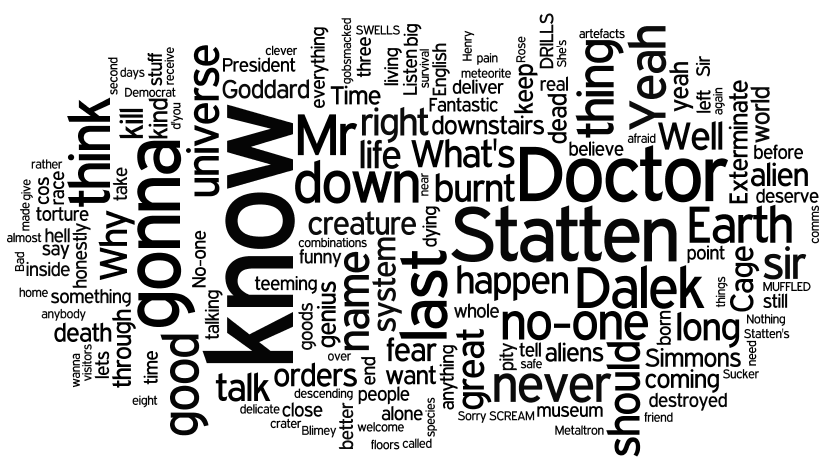 clever
SWELLS
Henry
artefacts
universe
President
everything
gobsmacked
three
living
Listen
big
survival
English
meteorite
pain
Rose
DRILLS
She's
thing
Yeah
yeah
Sir
second
days
stuff
receive
Goddard
Time
deliver
keep
real
left
again
Democrat
d'you
kill
kind
Fantastic
dead
Exterminate
world
think
gonna
know
Mr
right
downstairs
afraid
Well
life
What's
believe
before
rather
cos
race
take
down
near
burnt
Doctor
alien
made
give
torture
Why
deserve
almost
hell
honestly
creature
dying
Statten
Earth
comms
say
No-one
combinations
Bad
inside
funny
system
last
point
sir
home
something
talking
teeming
name
happen
Dalek
things
Cage
MUFFLED
still
anybody
goods
genius
whole
no-one
born
long
Nothing
death
through
good
over
fear
great
pity
tell
aliens
should
Simmons
Statten's
need
wanna
visitors
lets
time
talk
orders
end
want
anything
safe
never
coming
Sucker
eight
descending
people
destroyed
delicate
close
better
alone
species
Sorry
SCREAM
museum
friend
crater
Blimey
welcome
Metaltron
floors
called